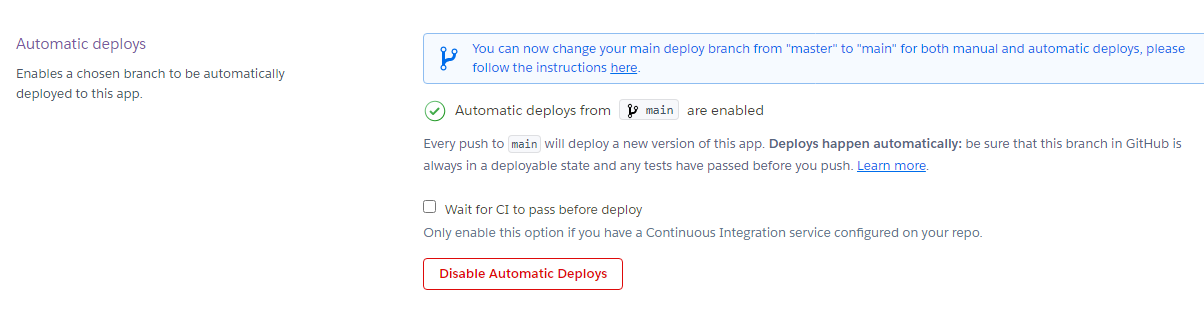 Automatic deploys
Enables a chosen branch to be automatically
deployed to this app.
You can now change your main deploy branch from "master" to "main" for both manual and automatic deploys, please
follow the instructions here.
Automatic deploys from main are enabled
Every push to main will deploy a new version of this app. Deploys happen automatically: be sure that this branch in GitHub is
always in a deployable state and any tests have passed before you push. Learn more.
Wait for CI to pass before deploy
Only enable this option if you have a Continuous Integration service configured on your repo.
Disable Automatic Deploys